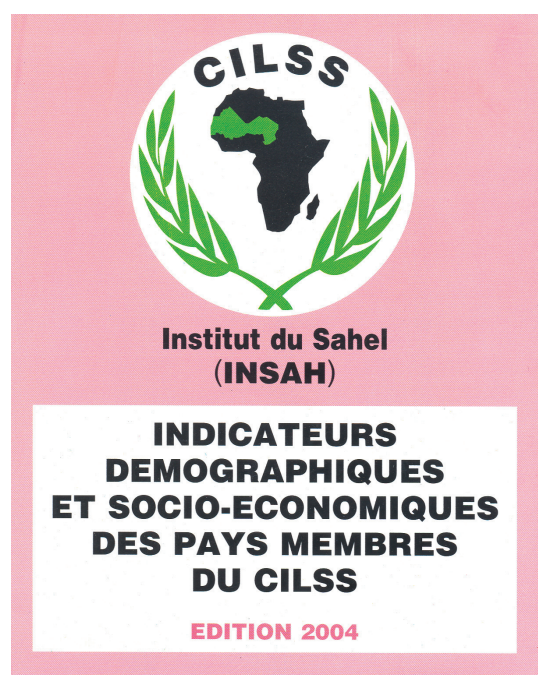 CILSS
Institut du Sahel
(INSAH)
INDICATEURS
DEMOGRAPHIQUES
ET SOCIO-ECONOMIQUES
DES PAYS MEMBRES
DU CILSS
EDITION 2004